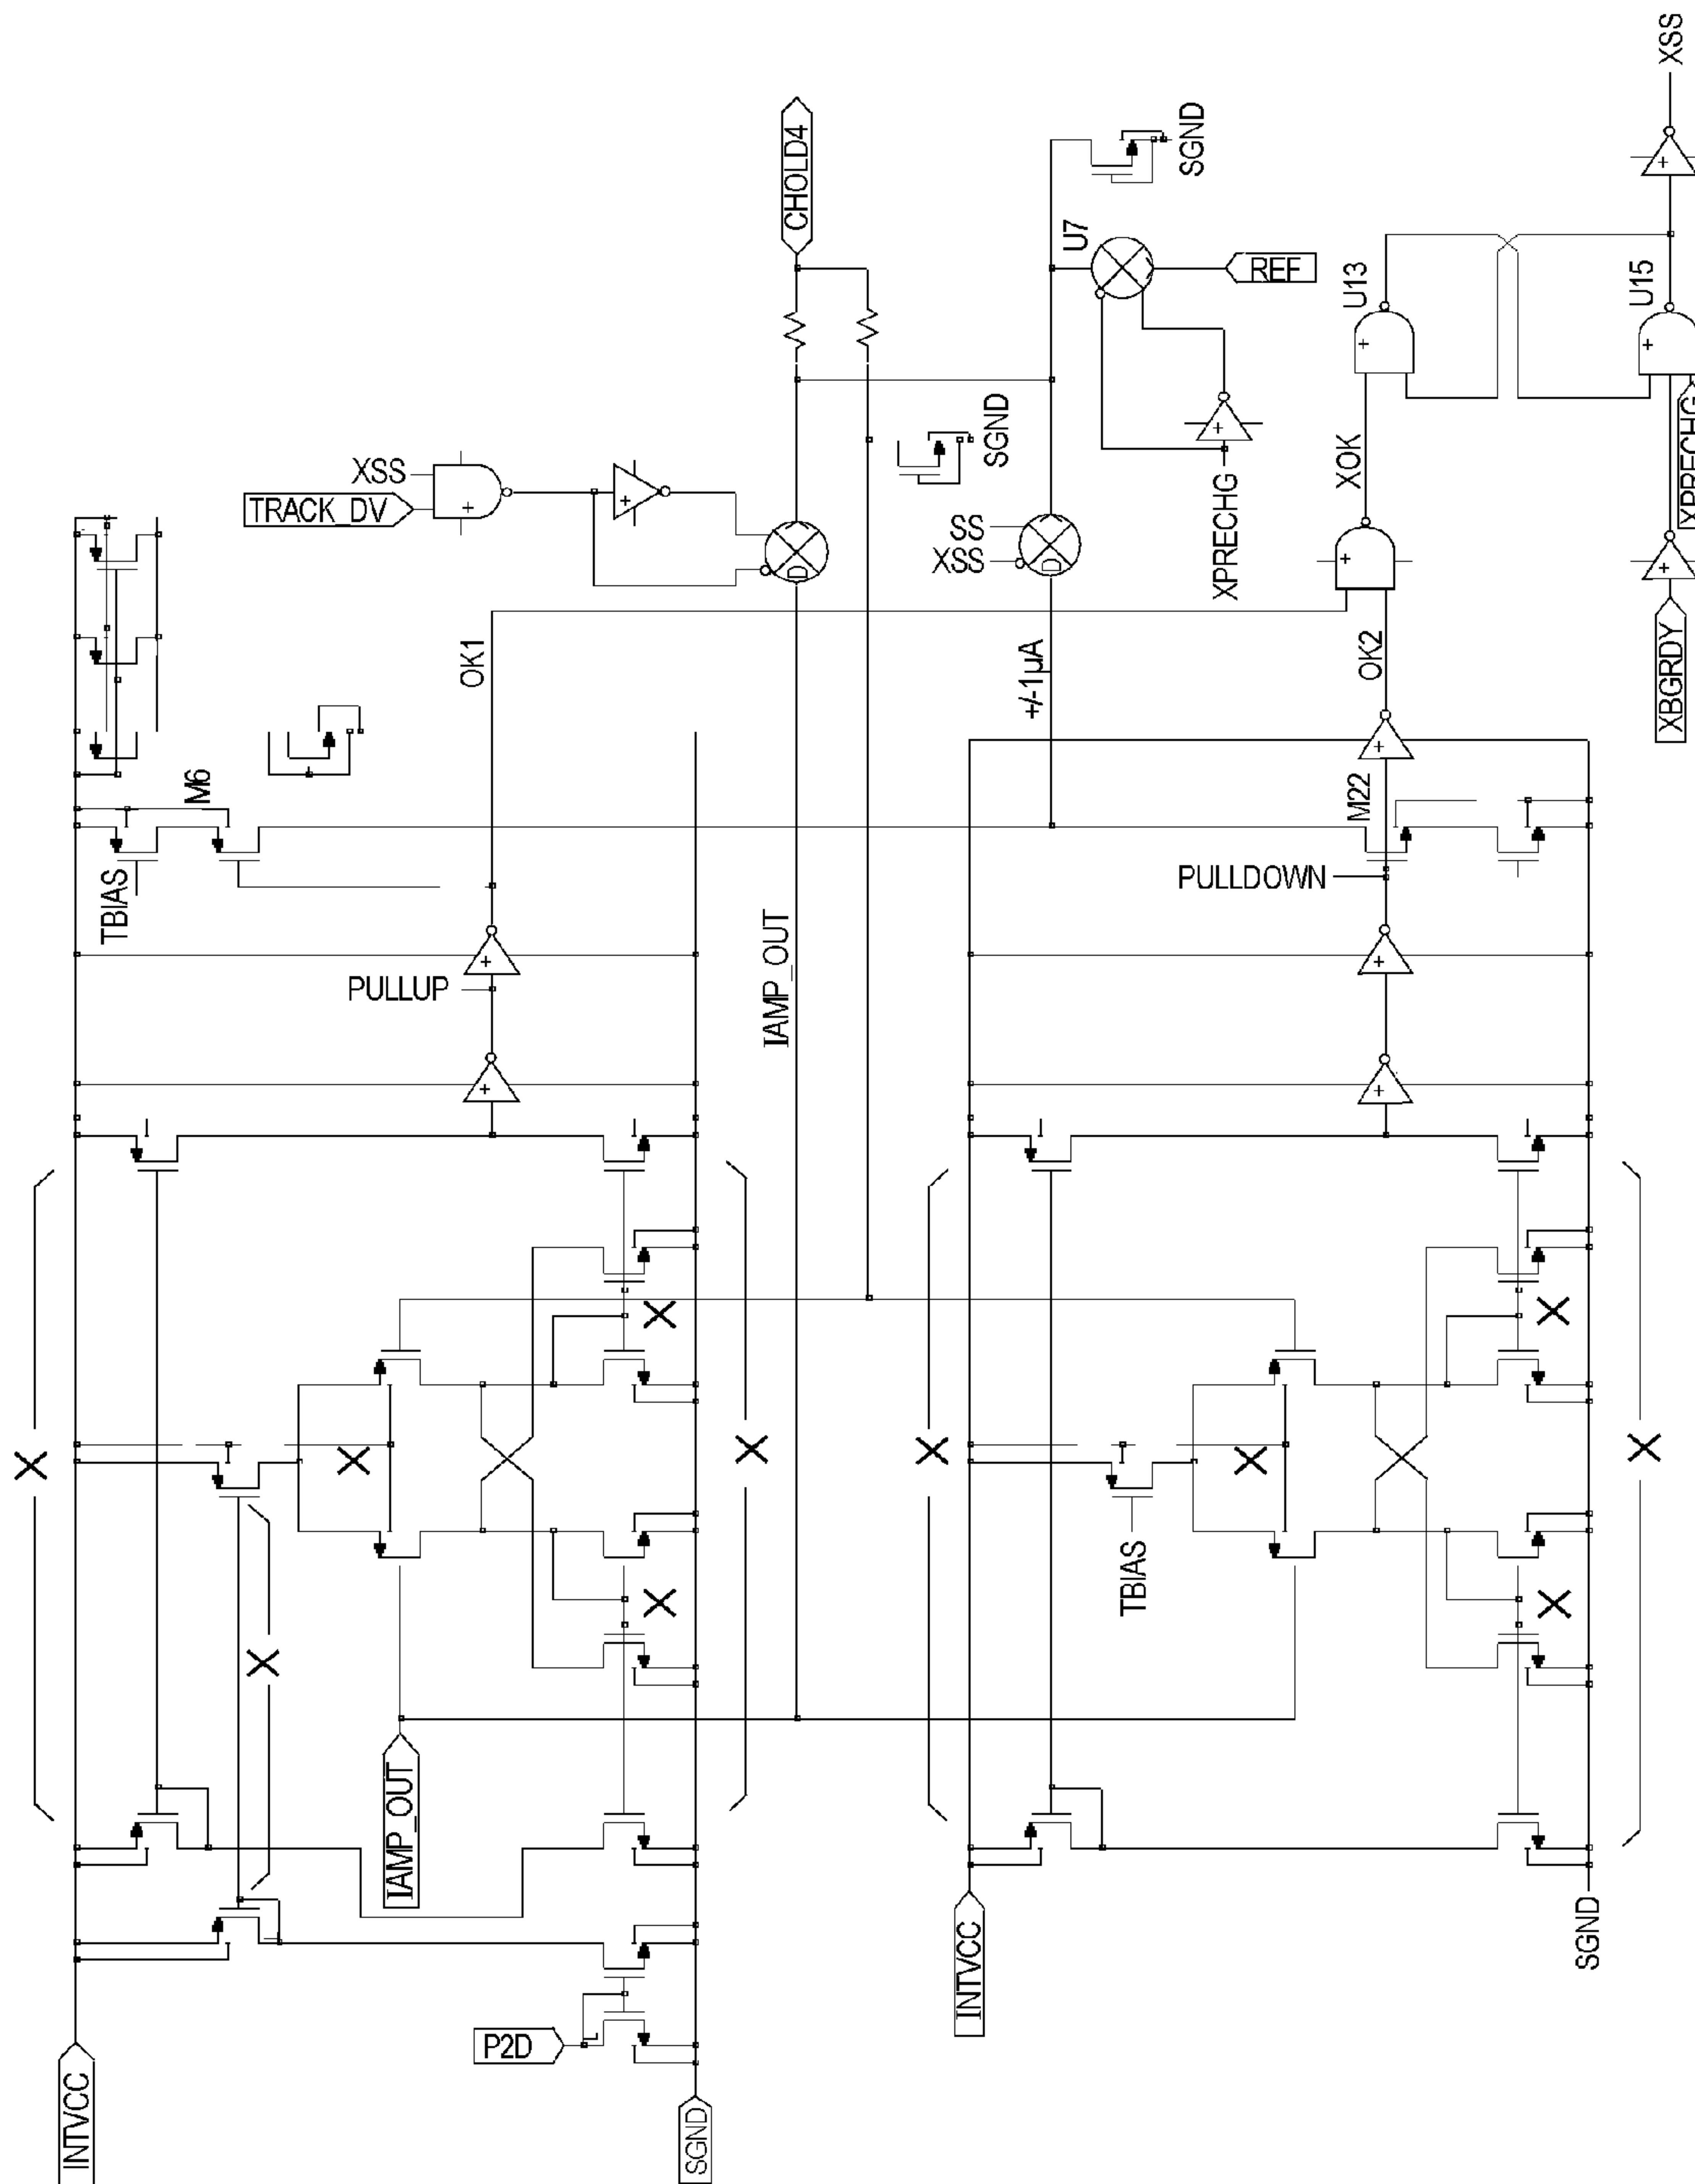 XSS
CHOLD4
SGND
U7
REF
U13
U15
XSS
TRACK_DV
SGND
SS
XSS
XPRECHG
XOK
XPRECHG
OK1
+/-1µA
OK2
XBGRDY
M6
M22
TBIAS
PULLUP
PULLDOWN
IAMP_OUT
X
X
X
X
X
X
X
X
TBIAS
X
X
X
IAMP_OUT
INTVCC
P2D
SGND
INTVCC
SGND